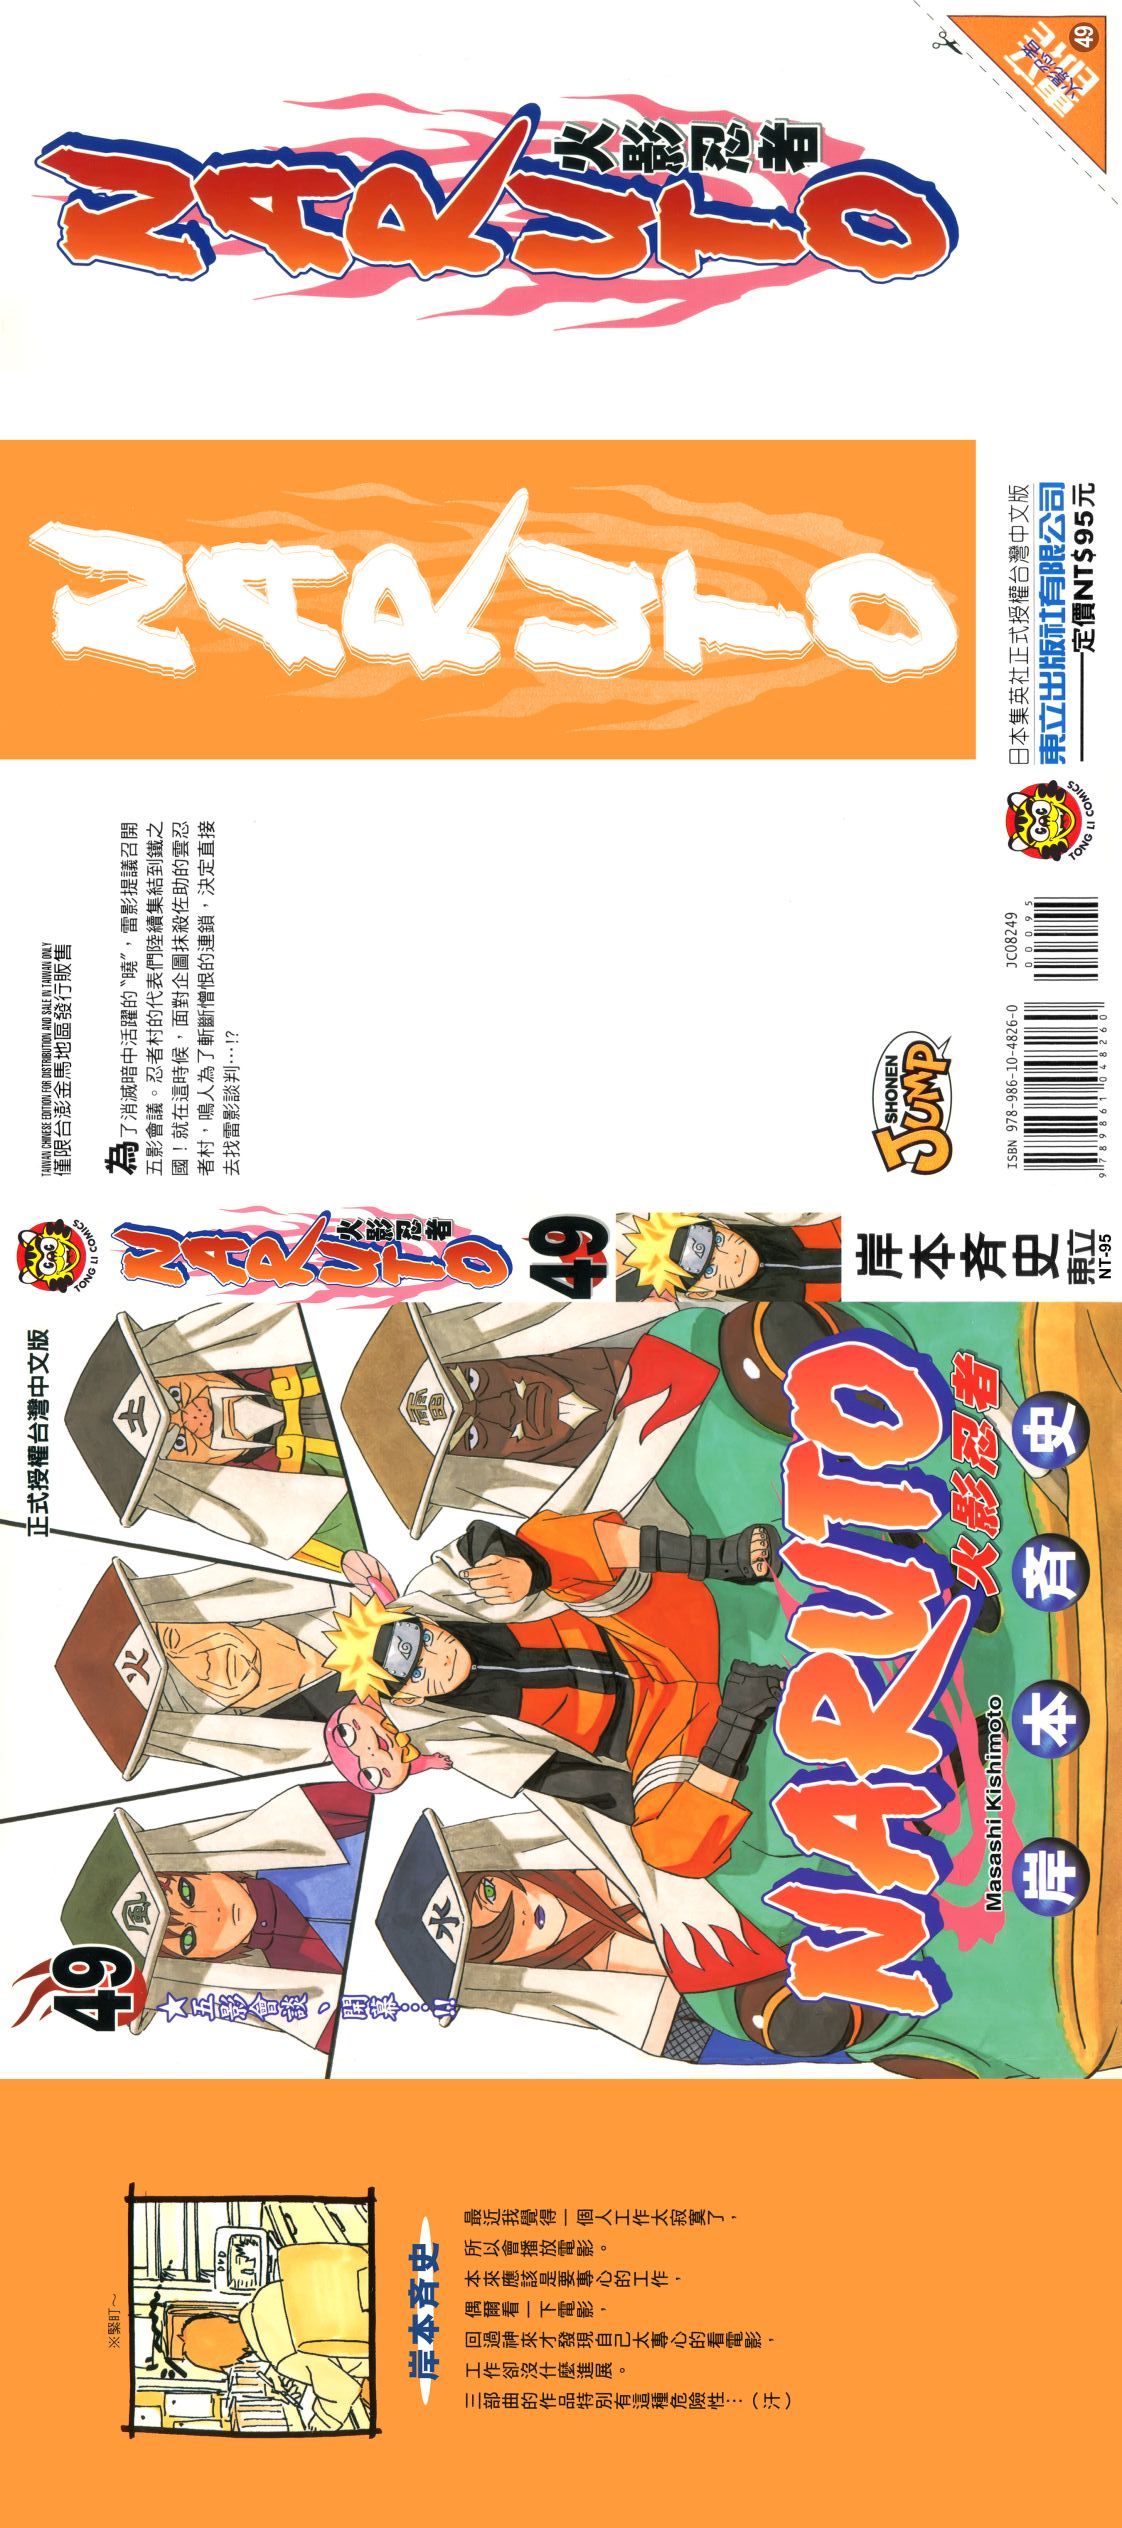 NARUTO
火影忍者
火影忍者
49
NARUTO
日本集英社正式授權台灣中文版
東立出版社有限公司
定價NT$95元
TONG LI COMICS
TAIWAN CHINESE EDITION FOR DISTRIBUTION AND SALE IN TAIWAN ONLY
僅限台澎金馬地區發行販售
為了消滅暗中活躍的〝曉〞，雷影提議召開
五影會議。忍者村的代表們陸續集結到鐵之
國！就在這時候，面對企圖抹殺佐助的雲忍
者村，鳴人為了斬斷憎恨的連鎖，決定直接
去找雷影談判…!?
SHONEN
JUMP
JC08249
00095
ISBN 978-986-10-4826-0
9789861048260
TONG LI COMICS
NARUTO
火影忍者
49
岸本斉史
東立
NT-95
正式授權台灣中文版
土
雷
火
風
水
49
★五影會談、開幕……!!
NARUTO
火影忍者
Masashi Kishimoto
岸本斉史
※緊盯～
DVD
岸本斉史
最近我覺得一個人工作太寂寞了，
所以會播放電影。
本來應該是要專心的工作，
偶爾看一下電影，
回過神來才發現自己太專心的看電影，
工作卻沒什麼進展。
三部曲的作品特別有這種危險性…（汗）